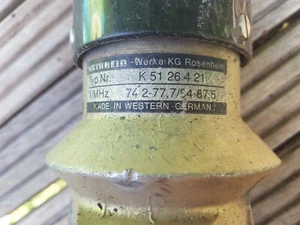 KATHREIN-Werke KG Rosenheim
Typ Nr. K 51 26 4 21
MHz 74,2-77,7/84-87,5
MADE IN WESTERN-GERMANY